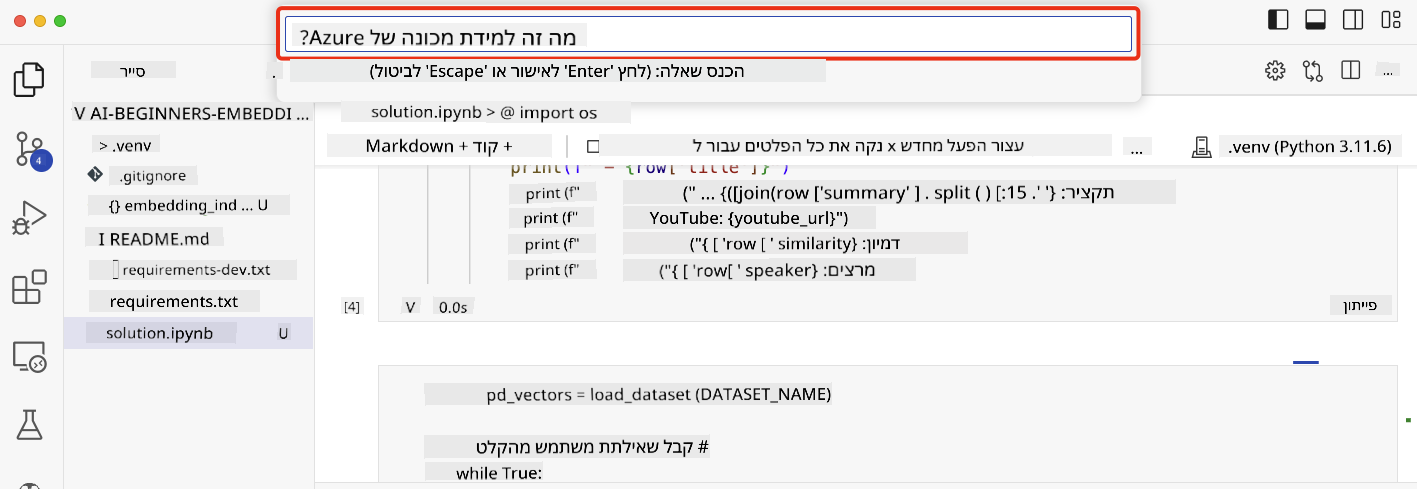 מה זה למידת מכונה של Azure?
הכנס שאלה: (לחץ 'Enter' לאישור או 'Escape' לביטול)
סייר
.
...
V AI-BEGINNERS-EMBEDDI ...
> .venv
.gitignore
{} embedding_ind ... U
I README.md
requirements-dev.txt
requirements.txt
solution.ipynb U
4
solution.ipynb > @ import os
Markdown + קוד +
עצור הפעל מחדש x נקה את כל הפלטים עבור ל
...
.venv (Python 3.11.6)
print(f" = {row['title']}")
print (f" תקציר: {' '. join(row ['summary' ] . split ( ) [:15])} ... ")
print (f" YouTube: {youtube_url}")
print (f" דמיון: {row [ ' similarity' ] }")
print (f" מרצים: {row[ ' speaker' ] }")
[4] V 0.0s
פייתון
pd_vectors = load_dataset (DATASET_NAME)
# קבל שאילתת משתמש מהקלט
while True: